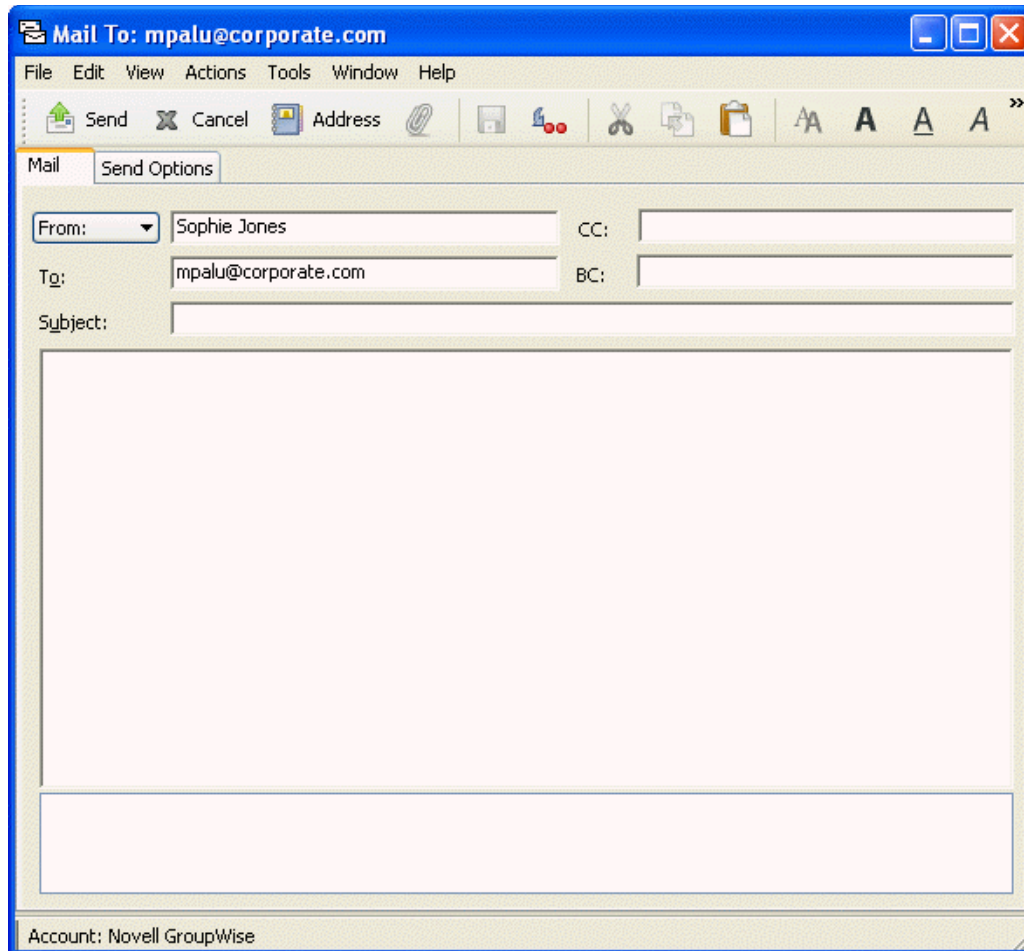 Mail To: mpalu@corporate.com
File Edit View Actions Tools Window Help
Send Cancel Address A A A AA
Mail Send Options
From: Sophie Jones CC:
To: mpalu@corporate.com BC:
Subject:
Account: Novell GroupWise